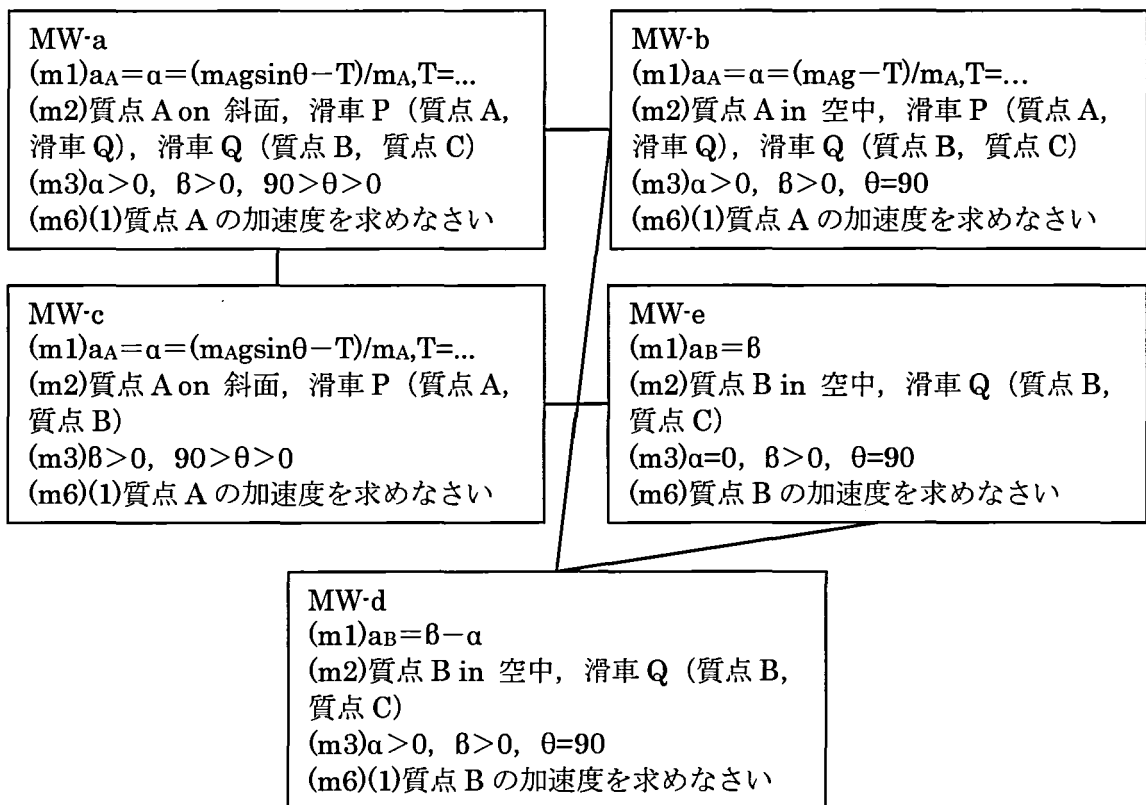 MW-a
(m1)aA=α=(mAgsinθ−T)/mA,T=...
(m2)質点 A on 斜面，滑車 P（質点 A，
滑車 Q），滑車 Q（質点 B，質点 C）
(m3)α>0，β>0，90>θ>0
(m6)(1)質点 A の加速度を求めなさい
MW-b
(m1)aA=α=(mAg−T)/mA,T=…
(m2)質点 A in 空中，滑車 P（質点 A，
滑車 Q），滑車 Q（質点 B，質点 C）
(m3)α>0，β>0，θ=90
(m6)(1)質点 A の加速度を求めなさい
MW-c
(m1)aA=α=(mAgsinθ−T)/mA,T=...
(m2)質点 A on 斜面，滑車 P（質点 A，
質点 B）
(m3)β>0，90>θ>0
(m6)(1)質点 A の加速度を求めなさい
MW-e
(m1)aB=β
(m2)質点 B in 空中，滑車 Q（質点 B，
質点 C）
(m3)α=0，β>0，θ=90
(m6)質点 B の加速度を求めなさい
MW-d
(m1)aB=β−α
(m2)質点 B in 空中，滑車 Q（質点 B，
質点 C）
(m3)α>0，β>0，θ=90
(m6)(1)質点 B の加速度を求めなさい